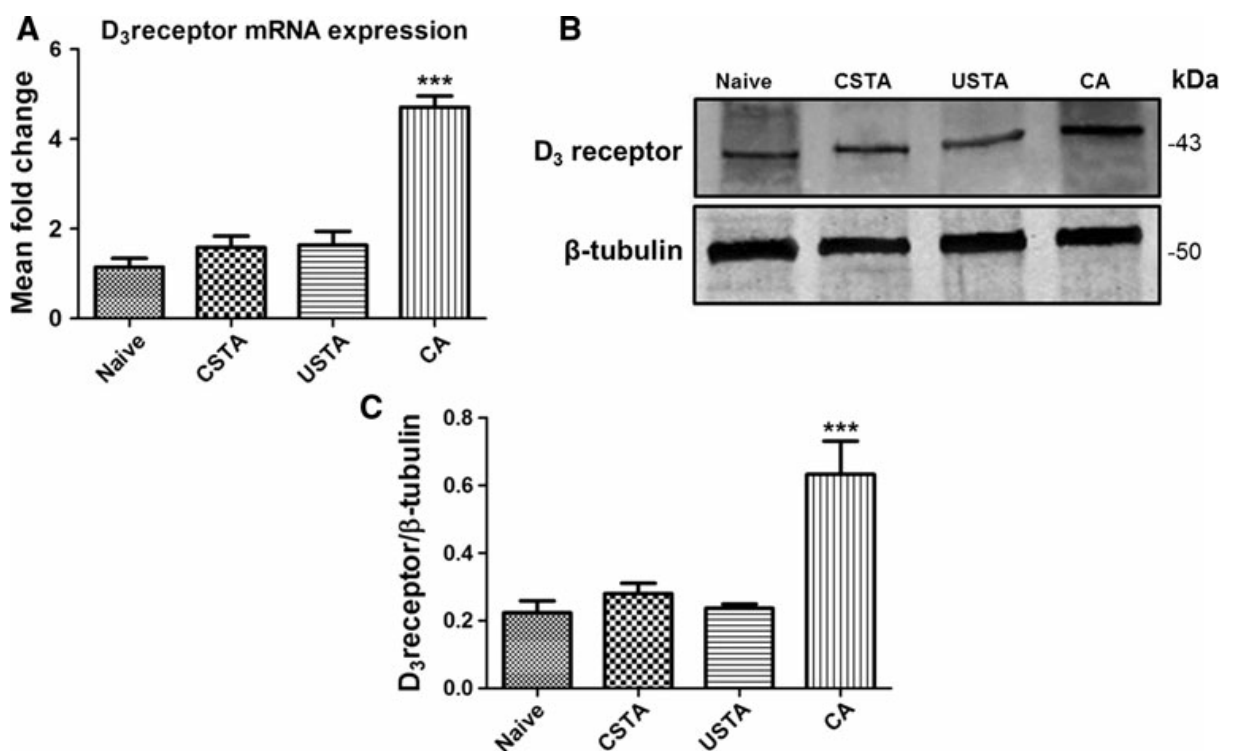 A
D₃receptor mRNA expression
Mean fold change
6
4
2
0
***
Naive
CSTA
USTA
CA
B
Naive CSTA USTA CA kDa
D₃ receptor
-43
β-tubulin
-50
C
D₃receptor/β-tubulin
0.8
0.6
0.4
0.2
0.0
***
Naive
CSTA
USTA
CA